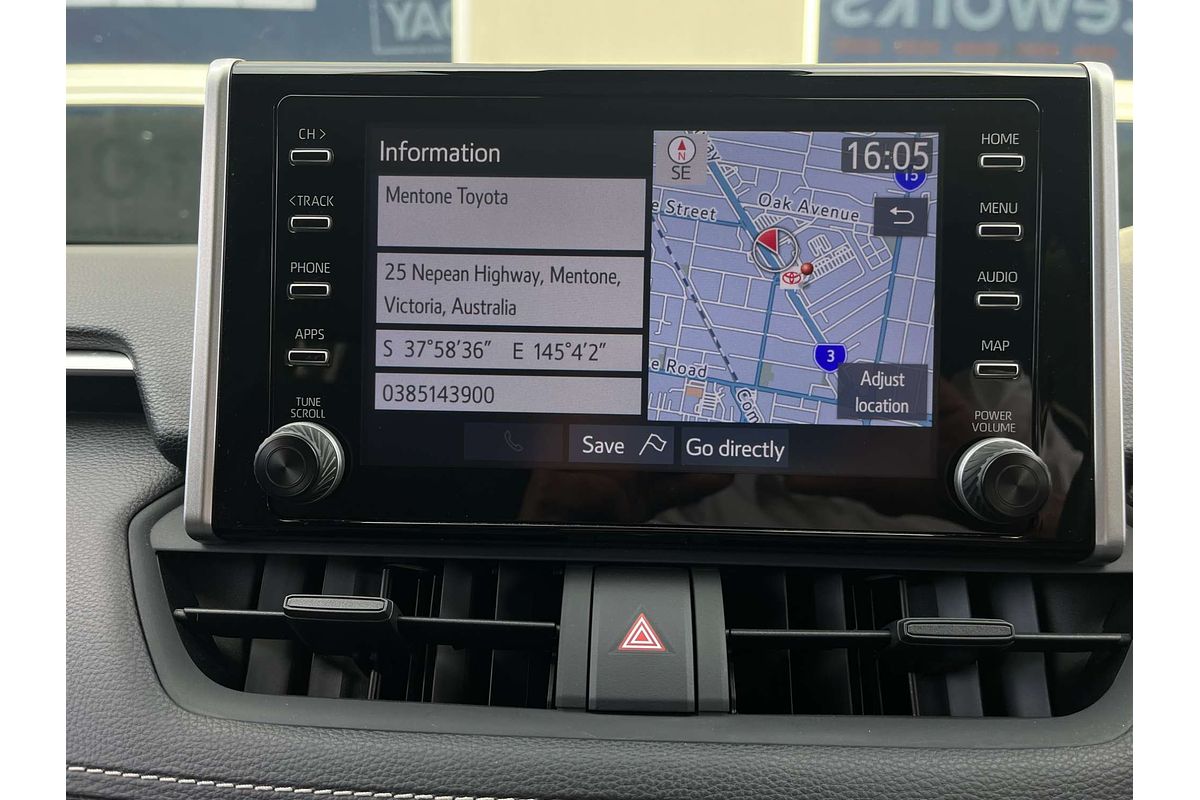 CH >
<TRACK
PHONE
APPS
TUNE
SCROLL
Information
Mentone Toyota
25 Nepean Highway, Mentone,
Victoria, Australia
S 37°58'36" E 145°4'2"
0385143900
Save
Go directly
N
SE
16:05
15
e Street
Oak Avenue
3
e Road
Com
Adjust
location
HOME
MENU
AUDIO
MAP
POWER
VOLUME